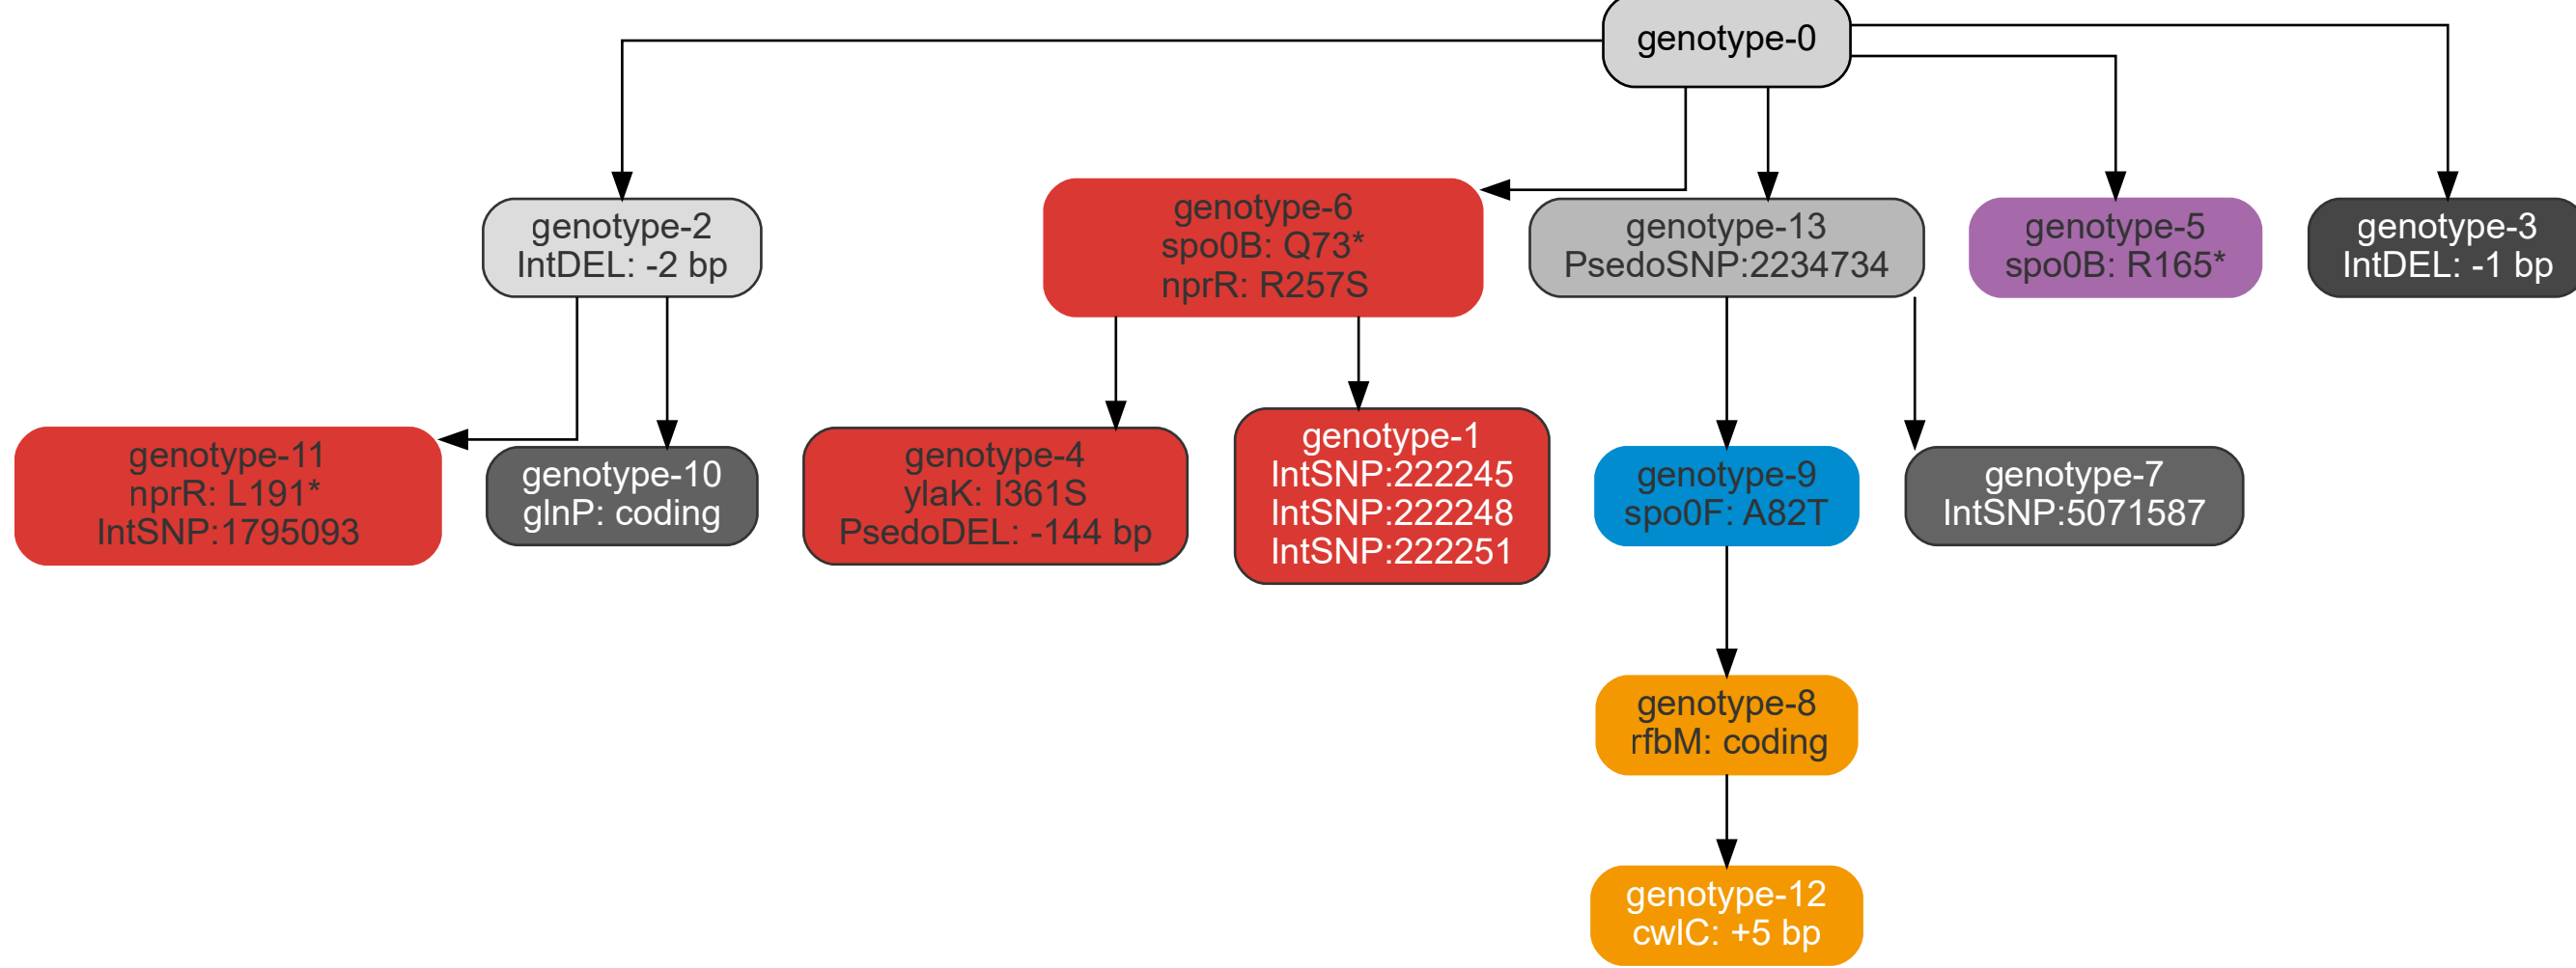 genotype-0
genotype-2
IntDEL: -2 bp
genotype-6
spo0B: Q73*
nprR: R257S
genotype-13
PsedoSNP:2234734
genotype-5
spo0B: R165*
genotype-3
IntDEL: -1 bp
genotype-11
nprR: L191*
IntSNP:1795093
genotype-10
glnP: coding
genotype-4
ylaK: I361S
PsedoDEL: -144 bp
genotype-1
IntSNP:222245
IntSNP:222248
IntSNP:222251
genotype-9
spo0F: A82T
genotype-7
IntSNP:5071587
genotype-8
rfbM: coding
genotype-12
cwlC: +5 bp